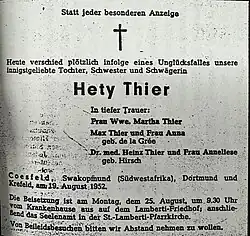 Statt jeder besonderen Anzeige
Heute verschied plötzlich infolge eines Unglücksfalles unsere
innigstgeliebte Tochter, Schwester und Schwägerin
Hety Thier
In tiefer Trauer:
Frau Wwe. Martha Thier
Max Thier und Frau Anna
geb. de la Grée
Dr. med. Heinz Thier und Frau Anneliese
geb. Hirsch
Coesfeld, Swakopmund (Südwestafrika), Dortmund und
Krefeld, am 19. August 1952.
Die Beisetzung ist am Montag, dem 25. August, um 9.30 Uhr
vom Krankenhause aus auf dem Lamberti-Friedhof; anschließend
das Seelenamt in der St.-Lamberti-Pfarrkirche.
Von Beileidsbesuchen bitten wir Abstand nehmen zu wollen.